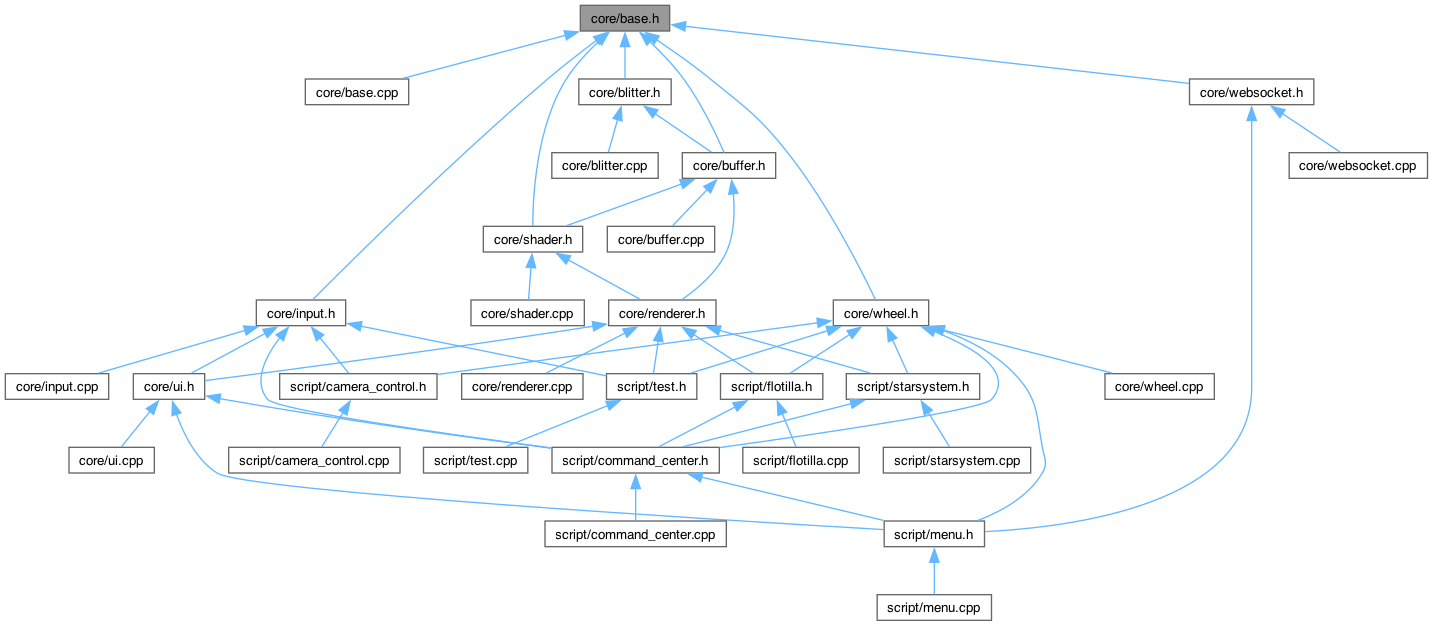 core/base.h
core/base.cpp
core/blitter.h
core/websocket.h
core/blitter.cpp
core/buffer.h
core/websocket.cpp
core/shader.h
core/buffer.cpp
core/input.h
core/shader.cpp
core/renderer.h
core/wheel.h
core/input.cpp
core/ui.h
script/camera_control.h
core/renderer.cpp
script/test.h
script/flotilla.h
script/starsystem.h
core/wheel.cpp
core/ui.cpp
script/camera_control.cpp
script/test.cpp
script/command_center.h
script/flotilla.cpp
script/starsystem.cpp
script/command_center.cpp
script/menu.h
script/menu.cpp